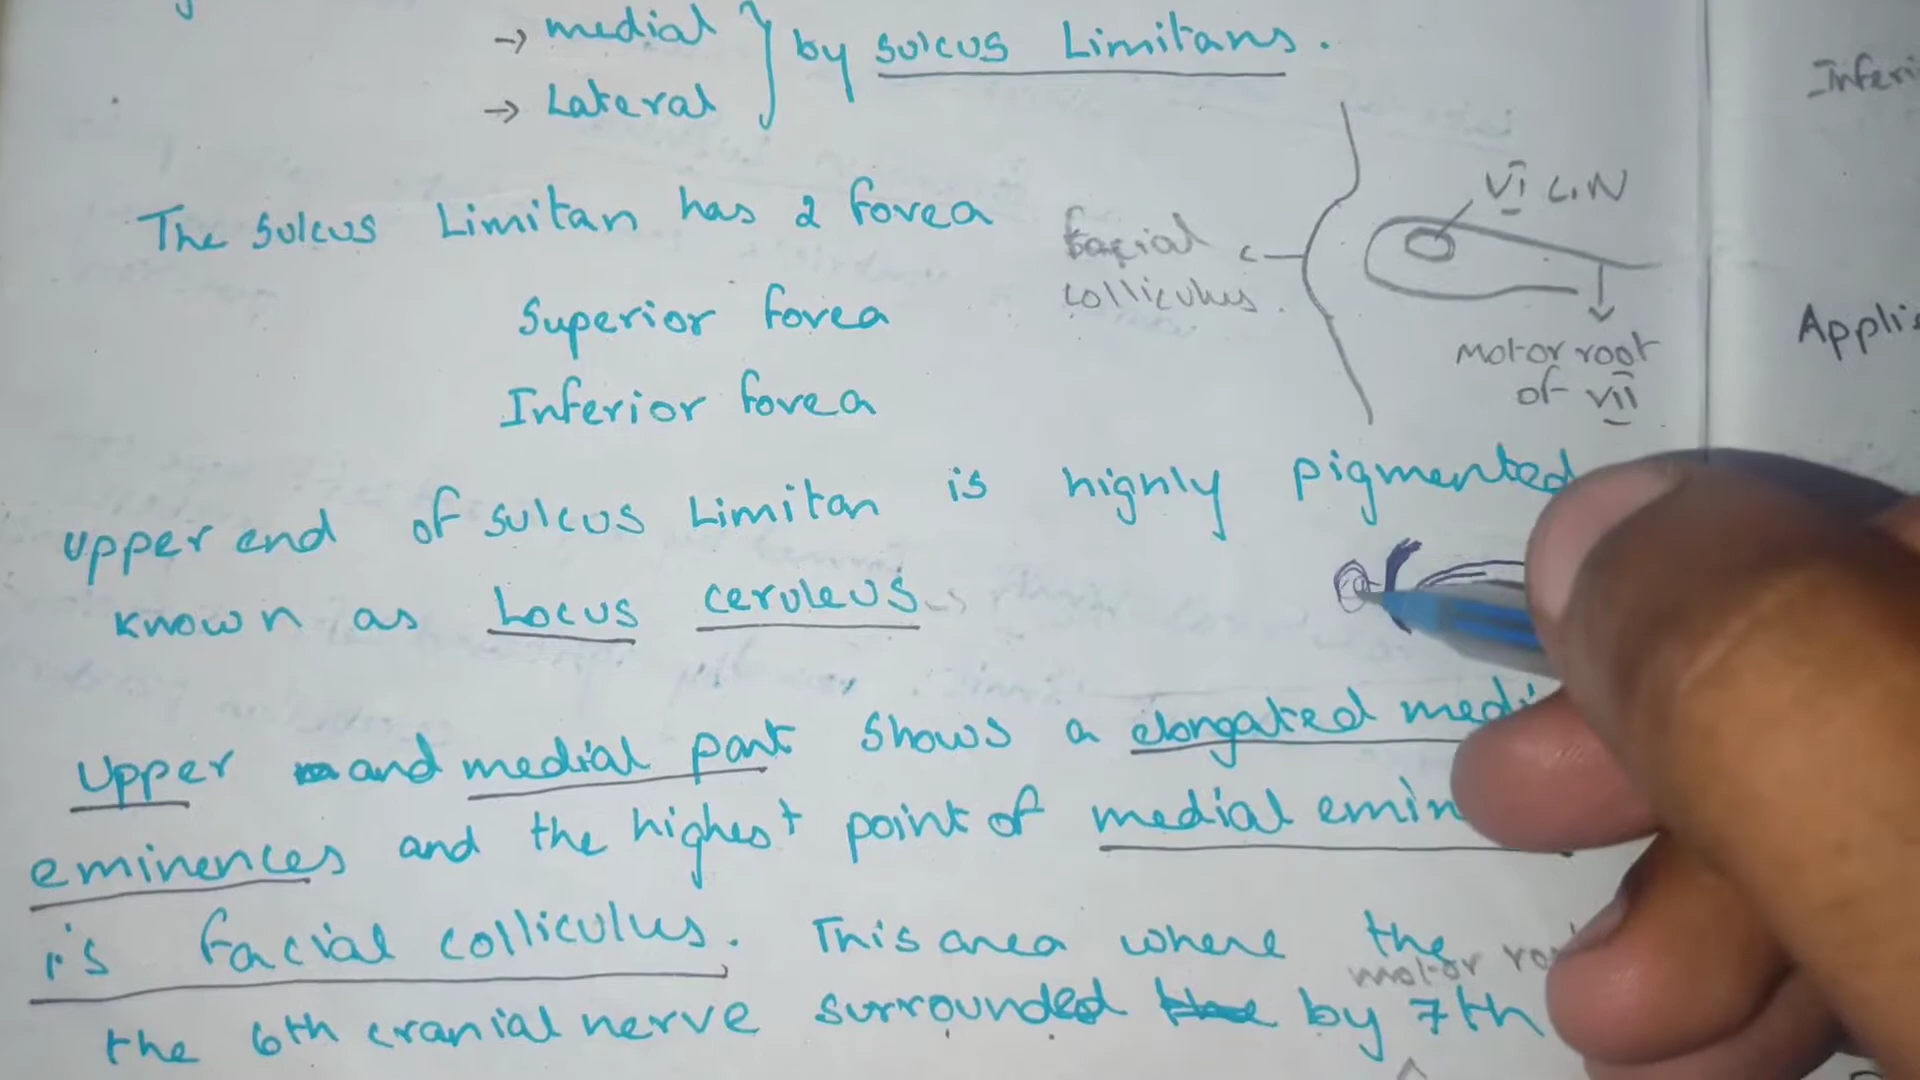 → medial
→ Lateral
by sulcus Limitans.
Inferi
VI C.N
The sulcus Limitan has 2 fovea
facial
colliculus.
Superior fovea
motor root
of VII
Appli
Inferior fovea
upper end of sulcus Limitan is highly pigmented
known as Locus ceruleus
Upper and medial part shows a elongated medi
eminences and the highest point of medial emin
is facial colliculus. This area where the
motor ro
the 6th cranial nerve surrounded by 7th